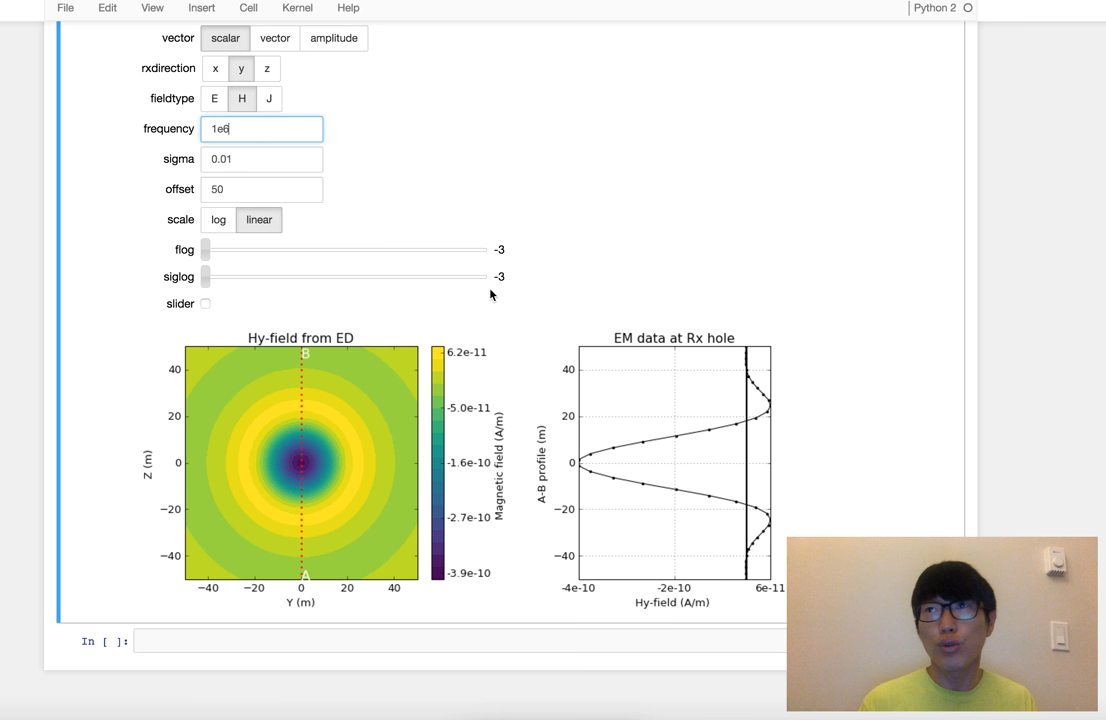 File Edit View Insert Cell Kernel Help Python 2
vector scalar vector amplitude
rxdirection x y z
fieldtype E H J
frequency 1e6
sigma 0.01
offset 50
scale log linear
flog -3
siglog -3
slider
Hy-field from ED
B
A
40
20
0
−20
−40
Z (m)
−40 −20 0 20 40
Y (m)
6.2e-11
-5.0e-11
-1.6e-10
-2.7e-10
-3.9e-10
Magnetic field (A/m)
EM data at Rx hole
40
20
0
−20
−40
A-B profile (m)
-4e-10 -2e-10 6e-11
Hy-field (A/m)
In [ ]: